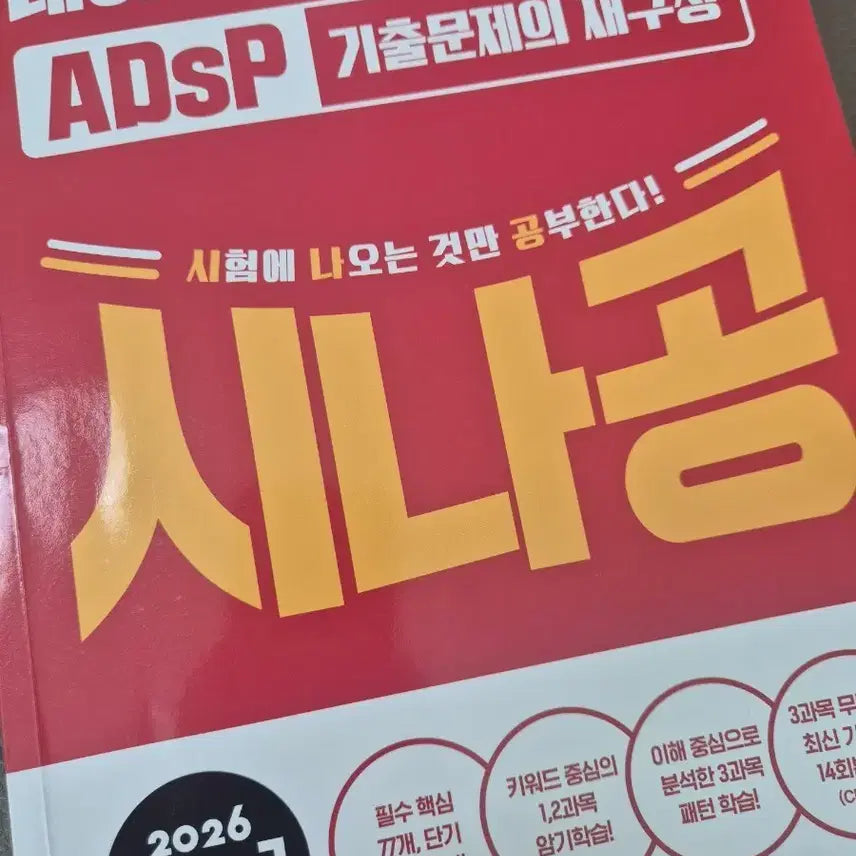 ADsP 기출문제의 재구성
시험에 나오는 것만 공부한다!
시나공
2026
필수 핵심
77개, 단기
키워드 중심의
1,2과목
암기학습!
이해 중심으로
분석한 3과목
패턴 학습!
3과목
최신
14회